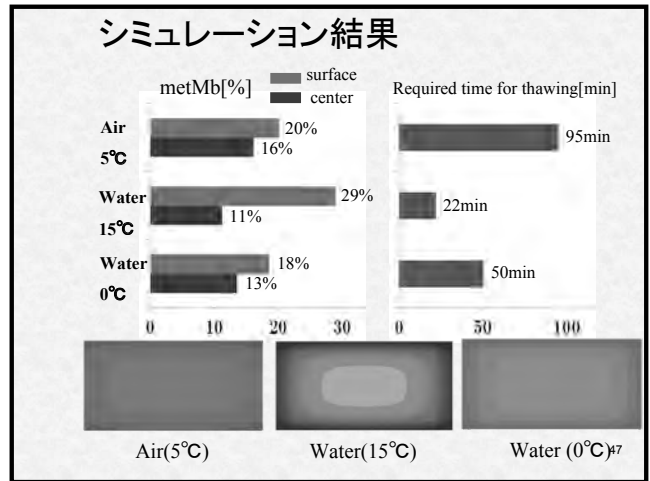 シミュレーション結果
metMb[%]
surface
center
Required time for thawing[min]
Air
5℃
20%
16%
95min
Water
15℃
29%
11%
22min
Water
0℃
18%
13%
50min
0 10 20 30
0 50 100
Air(5℃) Water(15℃) Water (0℃)
47